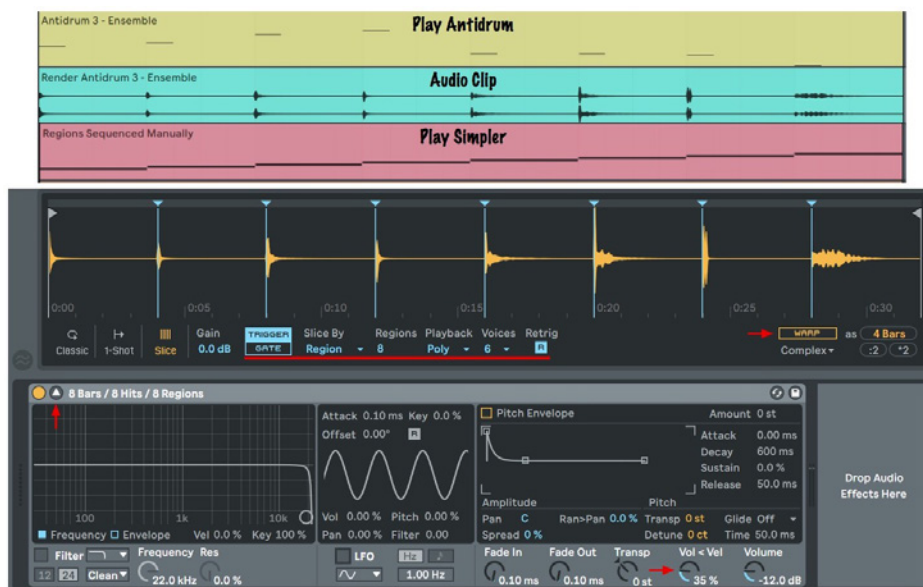 Antidrum 3 - Ensemble
Play Antidrum
Render Antidrum 3 - Ensemble
Audio Clip
Regions Sequenced Manually
Play Simpler
0:00 0:05 0:10 0:15 0:20 0:25 0:30
Gain TRIGGER Slice By Regions Playback Voices Retrig WARP as 4 Bars
Classic 1-Shot Slice 0.0 dB GATE Region 8 Poly 6 R Complex :2 *2
8 Bars / 8 Hits / 8 Regions
Attack 0.10 ms Key 0.0 % Pitch Envelope Amount 0 st
Offset 0.00° R Attack 0.00 ms
Decay 600 ms
Sustain 0.0 %
Release 50.0 ms
Drop Audio
Effects Here
Amplitude Pitch
100 1k 10k Vol 0.00 % Pitch 0.00 % Pan C Ran>Pan 0.0 % Transp 0 st Glide Off
Frequency Envelope Vel 0.0 % Key 100 % Pan 0.00 % Filter 0.00 Spread 0 % Detune 0 ct Time 50.0 ms
Filter Frequency Res LFO Hz Fade In Fade Out Transp Vol < Vel Volume
12 24 Clean 22.0 kHz 0.0 % 1.00 Hz 0.10 ms 0.10 ms 0 st 35 % -12.0 dB